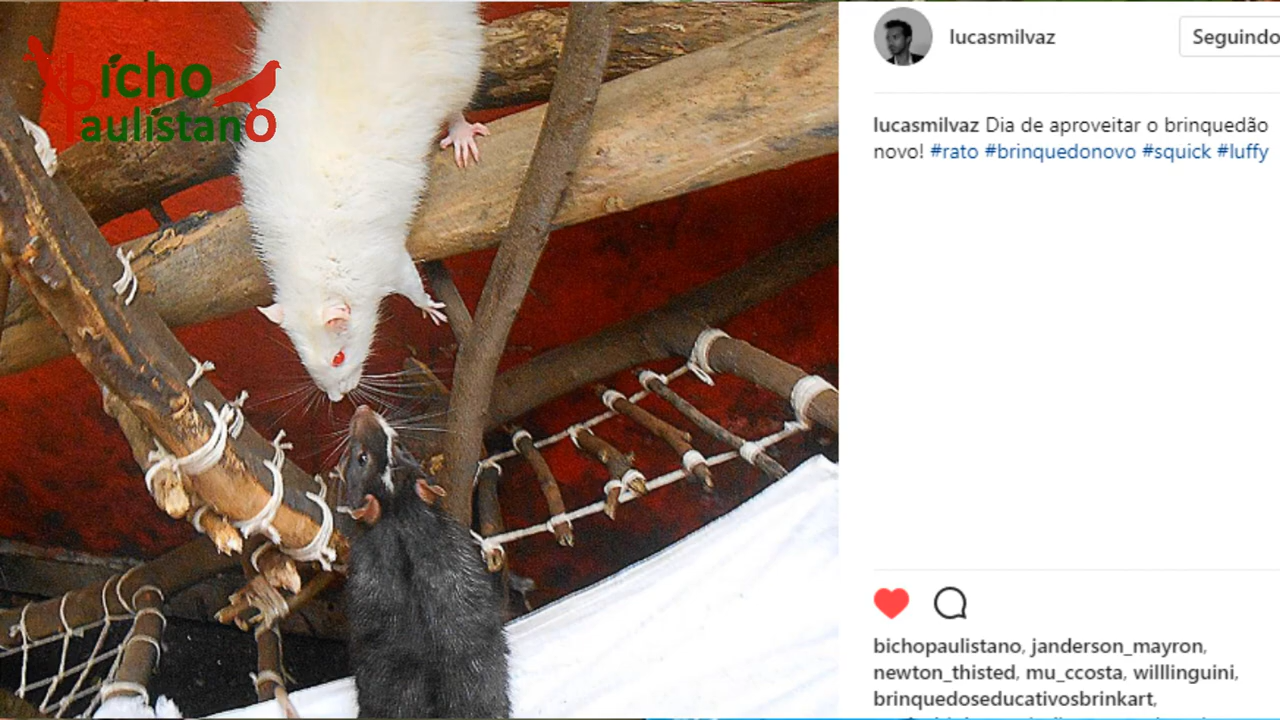 bicho
Paulistano
lucasmilvaz
Seguindo
lucasmilvaz Dia de aproveitar o brinquedão
novo! #rato #brinquedonovo #squick #luffy
bichopaulistano, janderson_mayron,
newton_thisted, mu_ccosta, willlinguini,
brinquedoseducativosbrinkart,